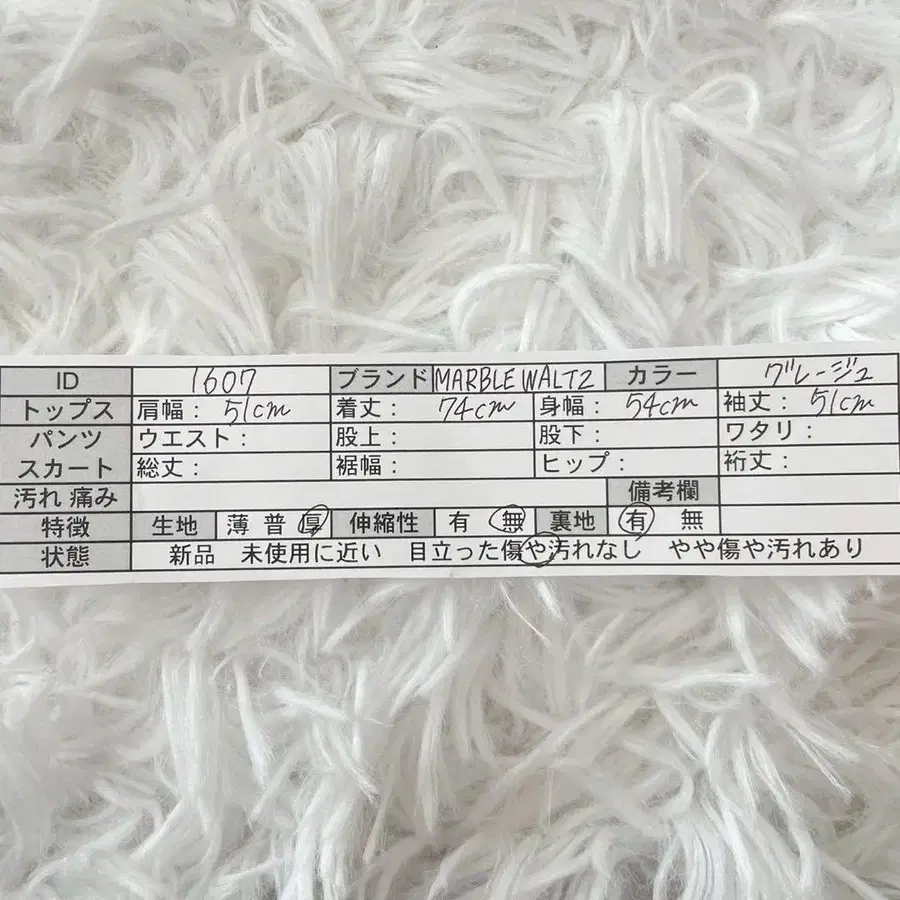 ID 1607 ブランド MARBLE WALTZ カラー グレージュ
トップス 肩幅： 51cm 着丈： 74cm 身幅： 54cm 袖丈： 51cm
パンツ ウエスト： 股上： 股下： ワタリ：
スカート 総丈： 裾幅： ヒップ： 裄丈：
汚れ 痛み 備考欄
特徴 生地 薄 普 厚 伸縮性 有 無 裏地 有 無
状態 新品 未使用に近い 目立った傷や汚れなし やや傷や汚れあり